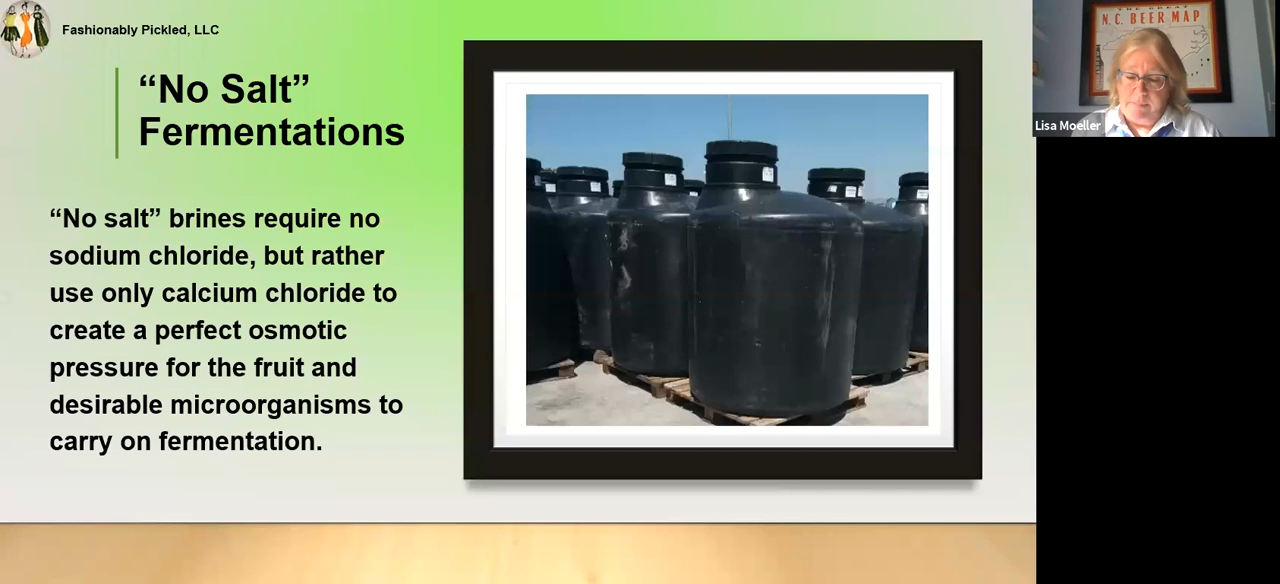 Fashionably Pickled, LLC
“No Salt”
Fermentations
“No salt” brines require no
sodium chloride, but rather
use only calcium chloride to
create a perfect osmotic
pressure for the fruit and
desirable microorganisms to
carry on fermentation.
THE GREAT
N.C. BEER MAP
Lisa Moeller